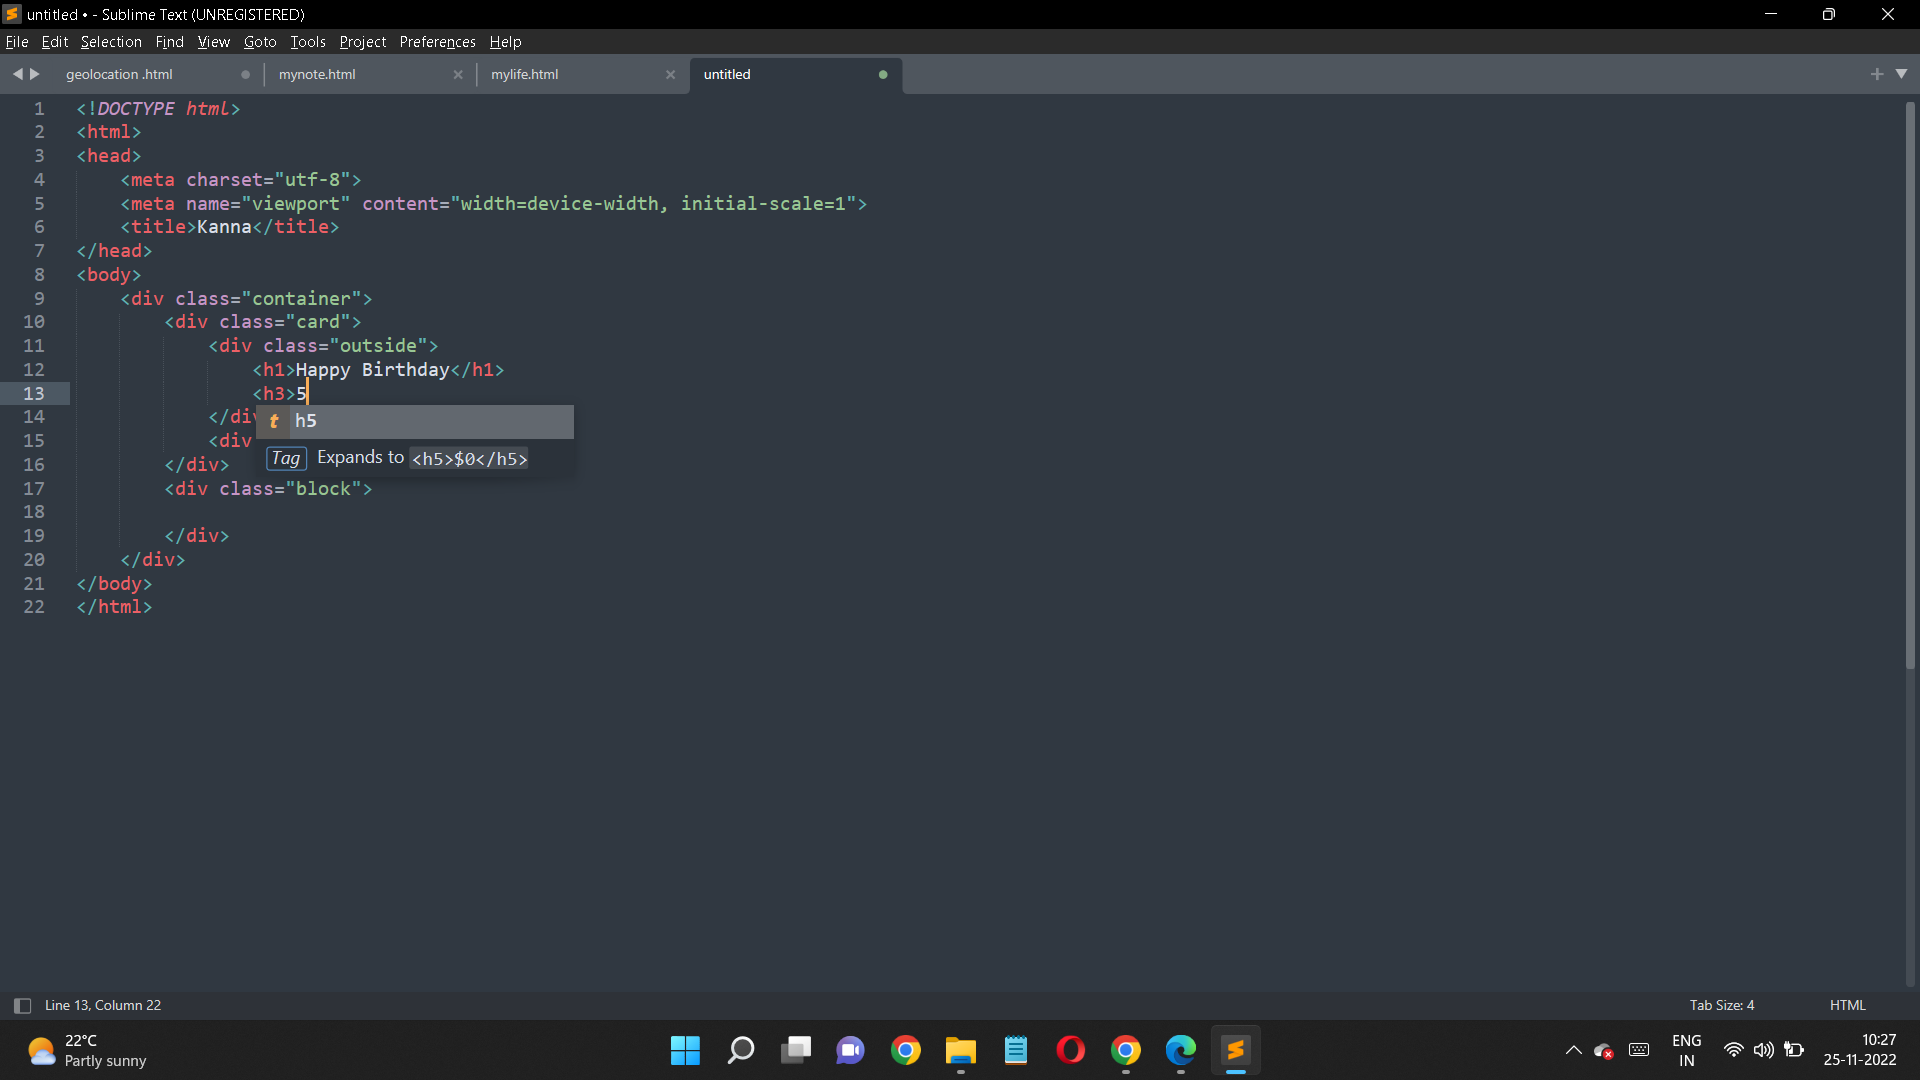 untitled • - Sublime Text (UNREGISTERED)
File Edit Selection Find View Goto Tools Project Preferences Help
geolocation .html mynote.html mylife.html untitled
1 <!DOCTYPE html>
2 <html>
3 <head>
4 <meta charset="utf-8">
5 <meta name="viewport" content="width=device-width, initial-scale=1">
6 <title>Kanna</title>
7 </head>
8 <body>
9 <div class="container">
10 <div class="card">
11 <div class="outside">
12 <h1>Happy Birthday</h1>
13 <h3>5
14 </div
t h5
15 <div
Tag Expands to <h5>$0</h5>
16 </div>
17 <div class="block">
18
19 </div>
20 </div>
21 </body>
22 </html>
Line 13, Column 22 Tab Size: 4 HTML
22°C
Partly sunny
ENG
IN
10:27
25-11-2022